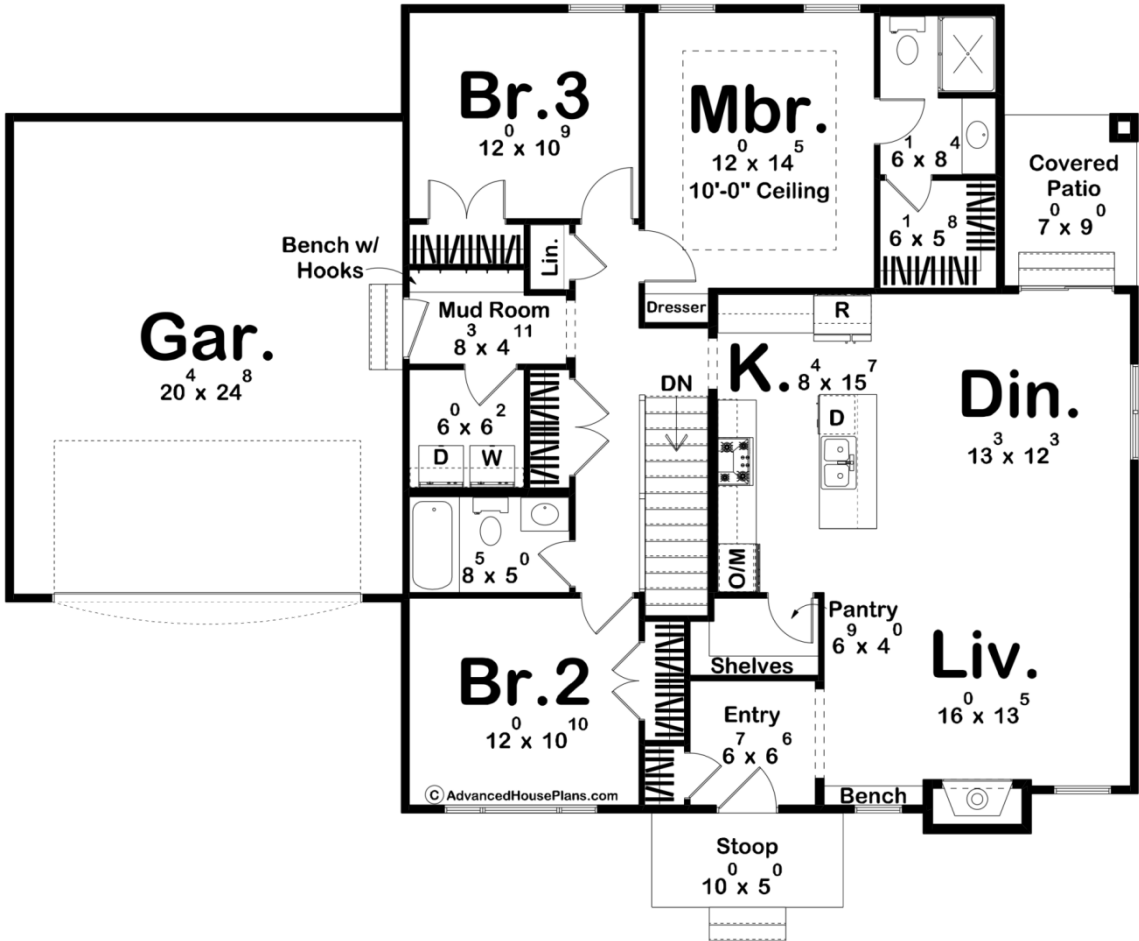 Br.3
12⁰ x 10⁹
Mbr.
12⁰ x 14⁵
10'-0" Ceiling
6¹ x 8⁴
Covered
Patio
7⁰ x 9⁰
6¹ x 5⁸
Bench w/
Hooks
Lin.
Gar.
20⁴ x 24⁸
Mud Room
8³ x 4¹¹
Dresser
R
K.
8⁴ x 15⁷
DN
Din.
13³ x 12³
D
6⁰ x 6²
D
W
8⁵ x 5⁰
O/M
Pantry
6⁹ x 4⁰
Shelves
Br.2
12⁰ x 10¹⁰
Entry
6⁷ x 6⁶
Liv.
16⁰ x 13⁵
© AdvancedHousePlans.com
Bench
Stoop
10⁰ x 5⁰